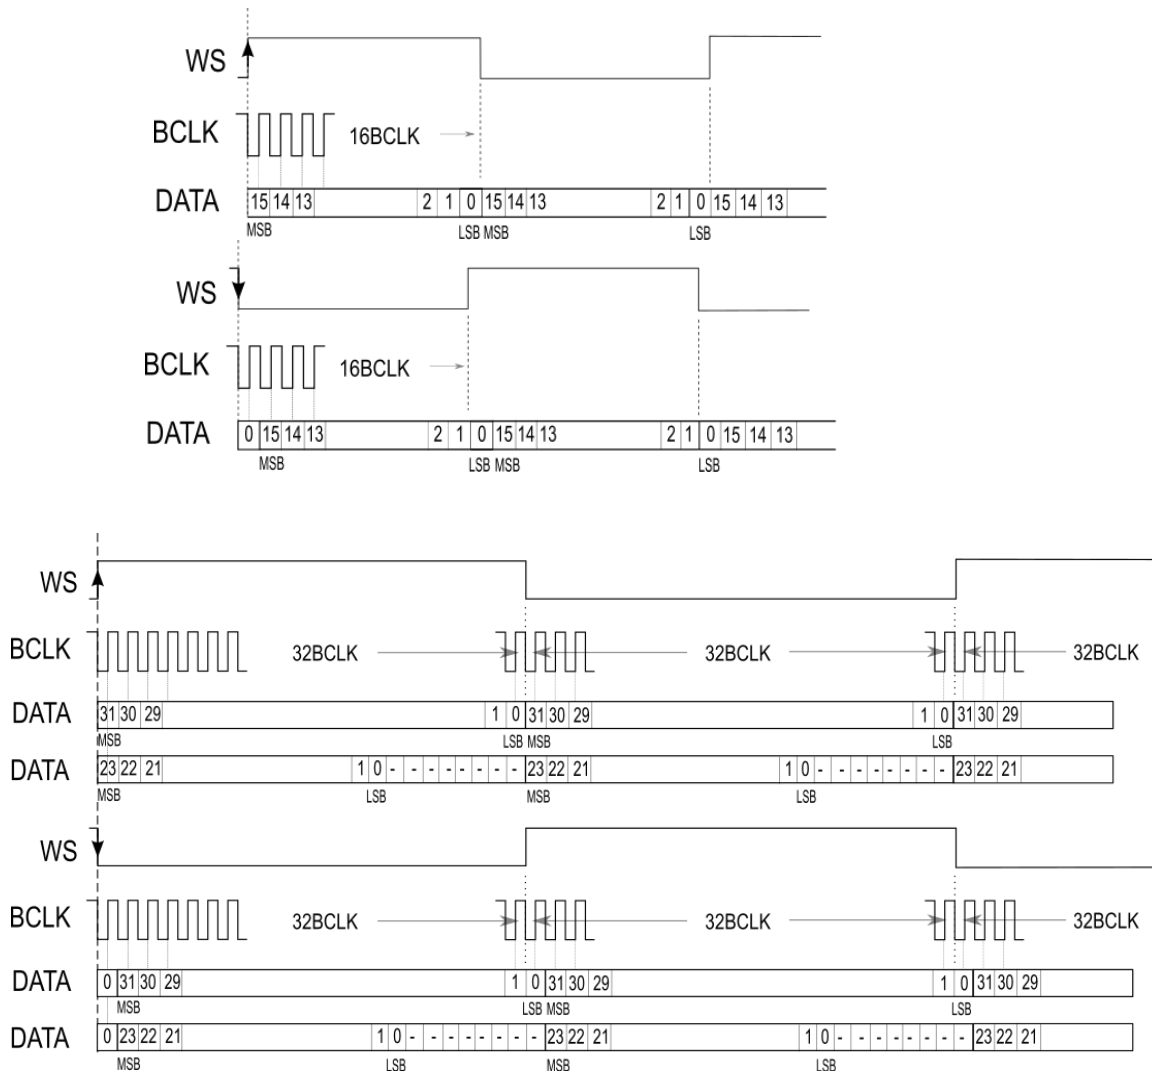 WS
BCLK 16BCLK
DATA 15 14 13 2 1 0 15 14 13 2 1 0 15 14 13
MSB LSB MSB LSB
WS
BCLK 16BCLK
DATA 0 15 14 13 2 1 0 15 14 13 2 1 0 15 14 13
MSB LSB MSB LSB
WS
BCLK 32BCLK 32BCLK 32BCLK
DATA 31 30 29 1 0 31 30 29 1 0 31 30 29
MSB LSB MSB LSB
DATA 23 22 21 1 0 - - - - - - - - 23 22 21 1 0 - - - - - - - - 23 22 21
MSB LSB MSB LSB
WS
BCLK 32BCLK 32BCLK 32BCLK
DATA 0 31 30 29 1 0 31 30 29 1 0 31 30 29
MSB LSB MSB LSB
DATA 0 23 22 21 1 0 - - - - - - - - 23 22 21 1 0 - - - - - - - - 23 22 21
MSB LSB MSB LSB